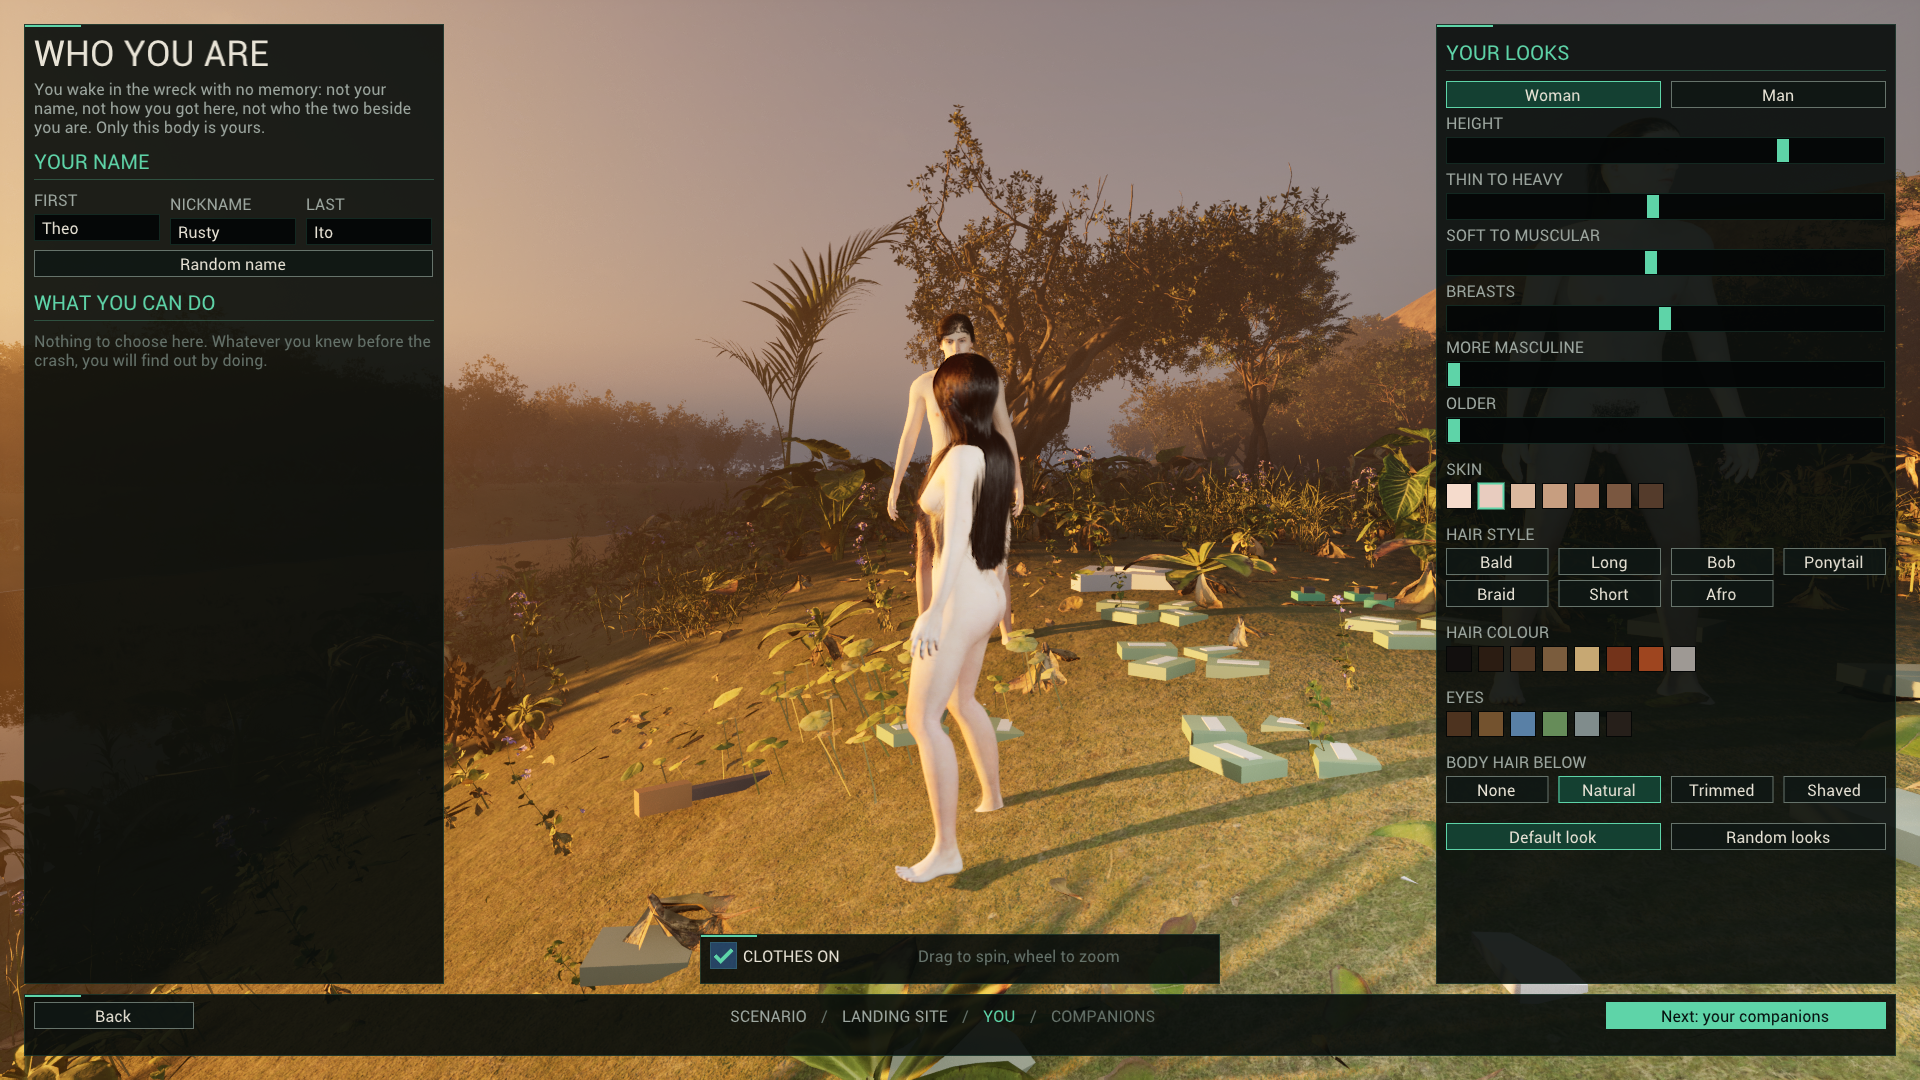 WHO YOU ARE
You wake in the wreck with no memory: not your
name, not how you got here, not who the two beside
you are. Only this body is yours.
YOUR NAME
FIRST
NICKNAME
LAST
Theo
Rusty
Ito
Random name
WHAT YOU CAN DO
Nothing to choose here. Whatever you knew before the
crash, you will find out by doing.
YOUR LOOKS
Woman
Man
HEIGHT
THIN TO HEAVY
SOFT TO MUSCULAR
BREASTS
MORE MASCULINE
OLDER
SKIN
HAIR STYLE
Bald
Long
Bob
Ponytail
Braid
Short
Afro
HAIR COLOUR
EYES
BODY HAIR BELOW
None
Natural
Trimmed
Shaved
Default look
Random looks
CLOTHES ON
Drag to spin, wheel to zoom
Back
SCENARIO / LANDING SITE / YOU / COMPANIONS
Next: your companions